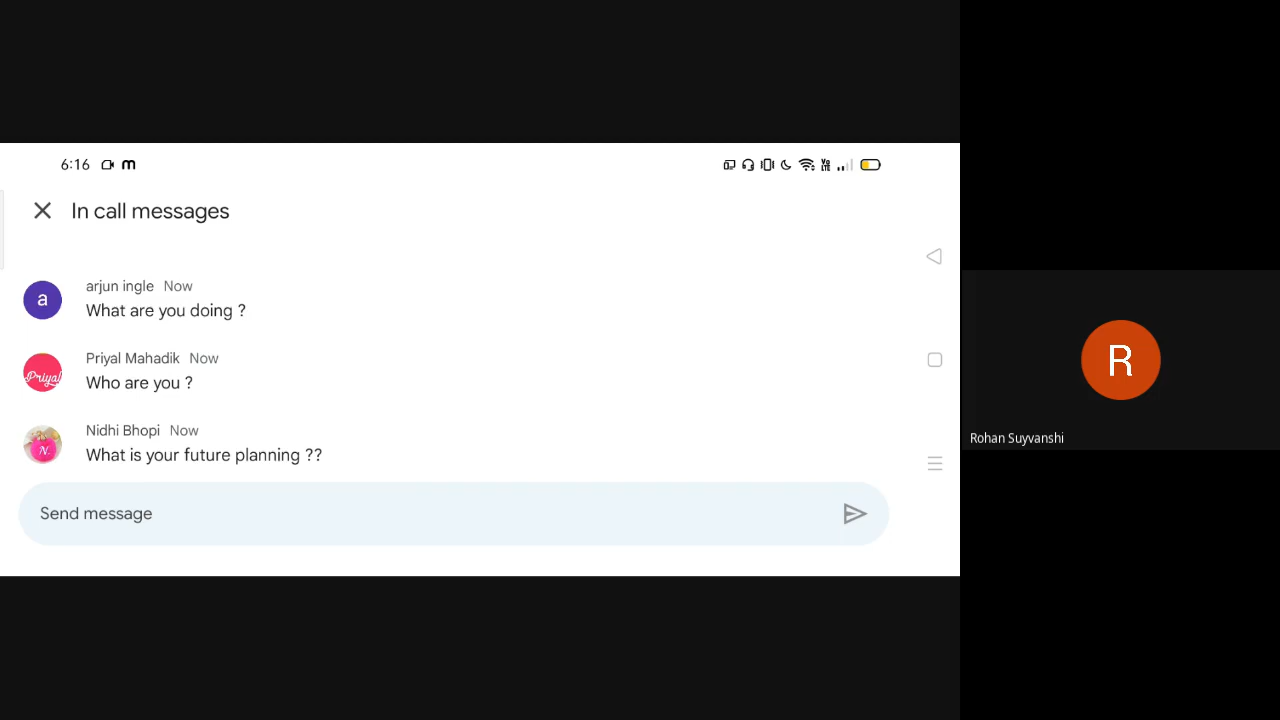 6:16
In call messages
a
arjun ingle Now
What are you doing ?
Priyal
Priyal Mahadik Now
Who are you ?
N.
Nidhi Bhopi Now
What is your future planning ??
Send message
R
Rohan Suyvanshi